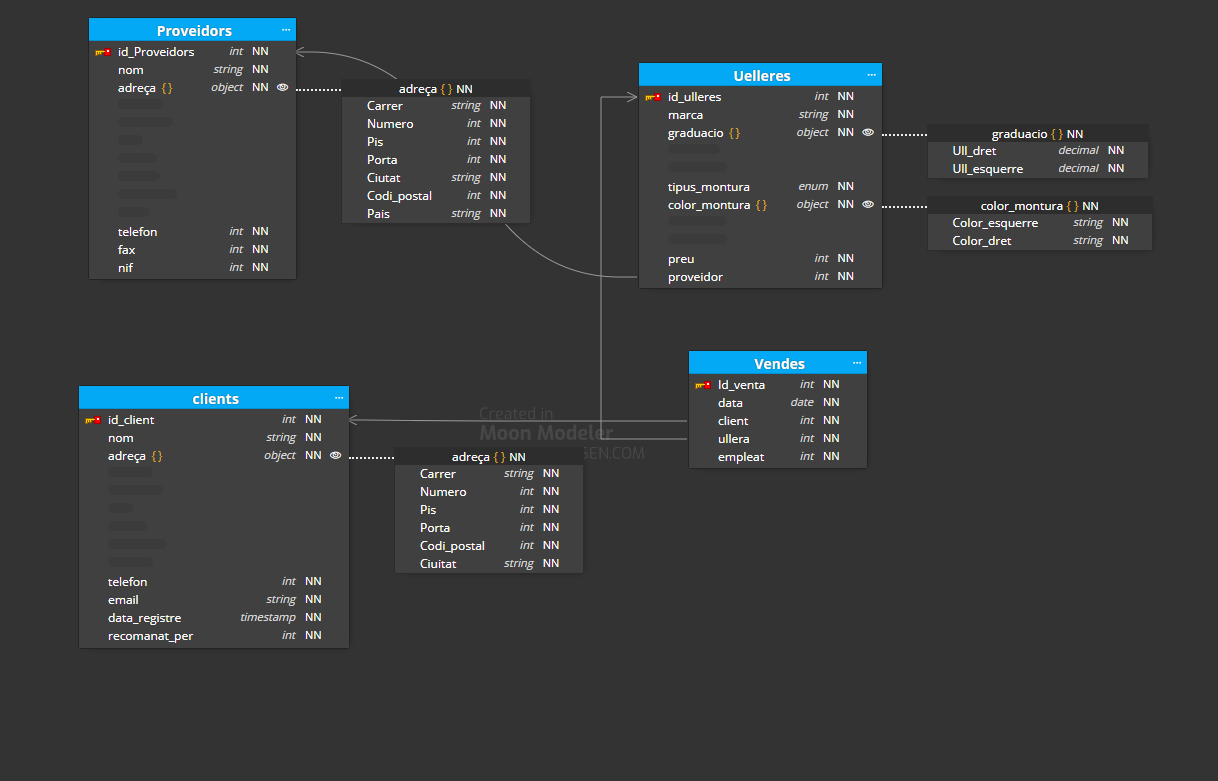 Proveidors ...
id_Proveidors int NN
nom string NN
adreça { } object NN
telefon int NN
fax int NN
nif int NN
adreça { } NN
Carrer string NN
Numero int NN
Pis int NN
Porta int NN
Ciutat string NN
Codi_postal int NN
Pais string NN
Uelleres ...
id_ulleres int NN
marca string NN
graduacio { } object NN
tipus_montura enum NN
color_montura { } object NN
preu int NN
proveidor int NN
graduacio { } NN
Ull_dret decimal NN
Ull_esquerre decimal NN
color_montura { } NN
Color_esquerre string NN
Color_dret string NN
Vendes ...
Id_venta int NN
data date NN
client int NN
ullera int NN
empleat int NN
clients ...
id_client int NN
nom string NN
adreça { } object NN
telefon int NN
email string NN
data_registre timestamp NN
recomanat_per int NN
Created in
Moon Modeler
adreça { } NN
Carrer string NN
Numero int NN
Pis int NN
Porta int NN
Codi_postal int NN
Ciuitat string NN